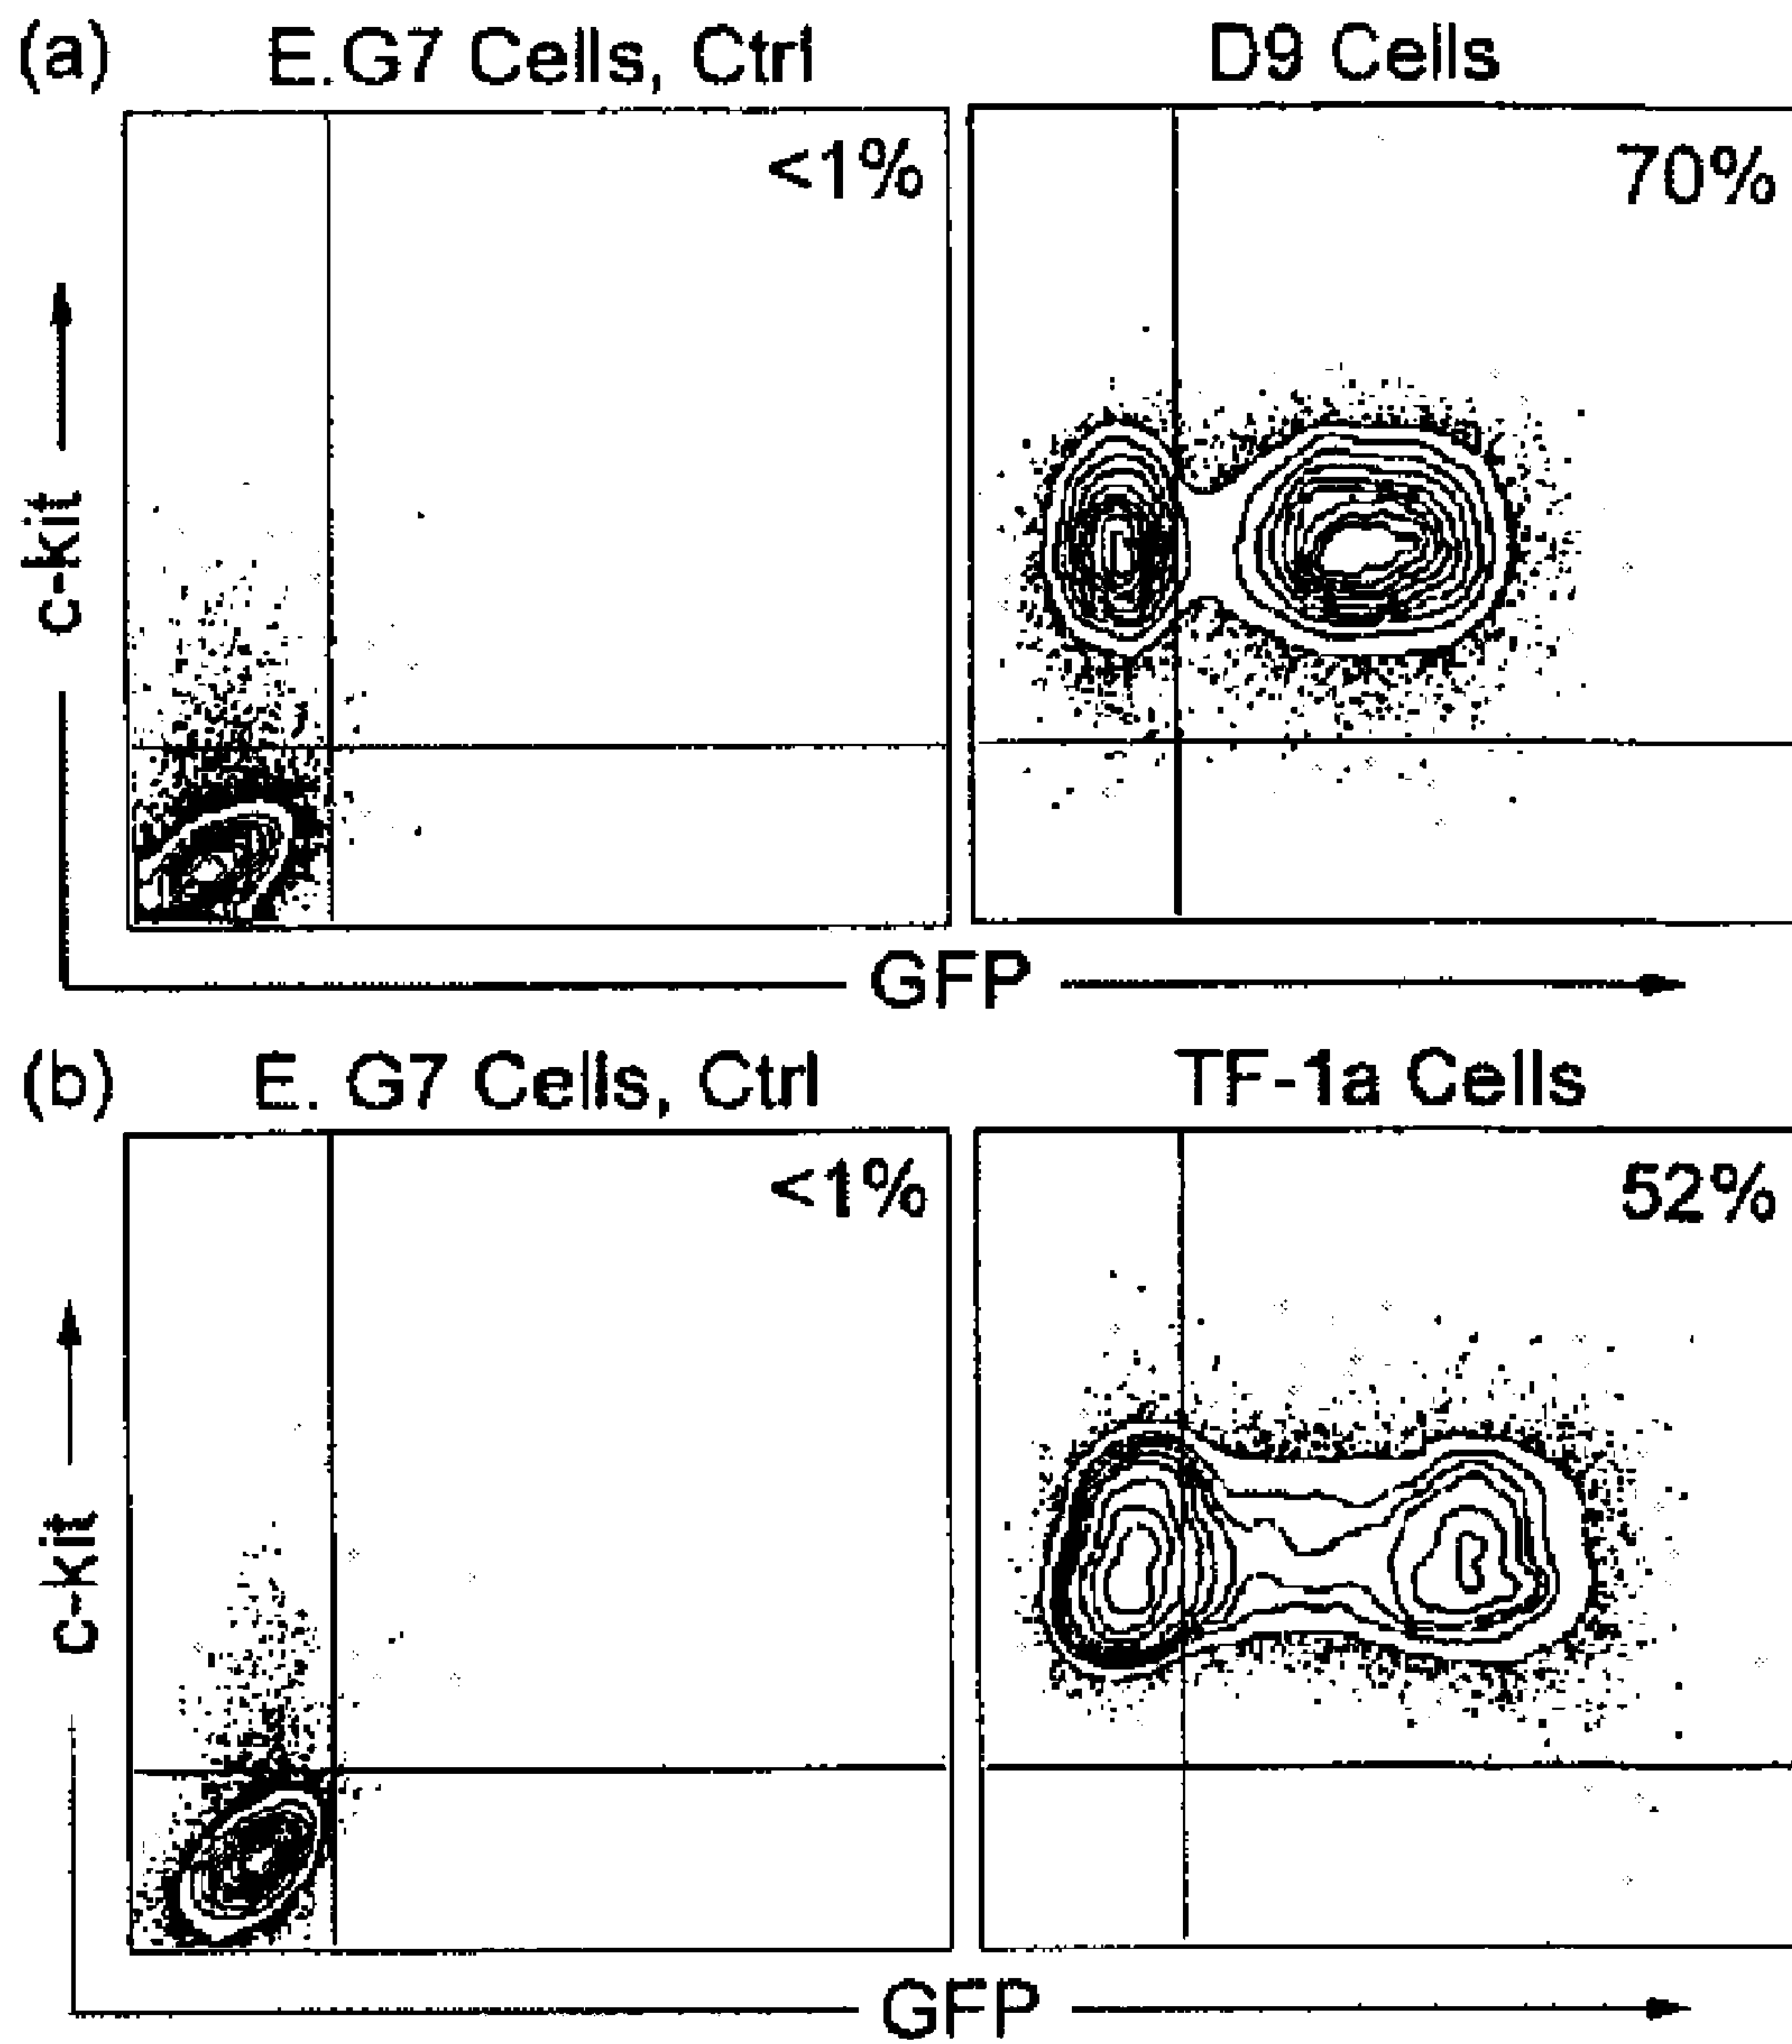 (a) E.G7 Cells, Ctrl D9 Cells
<1% 70%
c-kit
GFP
(b) E. G7 Cells, Ctrl TF-1a Cells
<1% 52%
c-kit
GFP